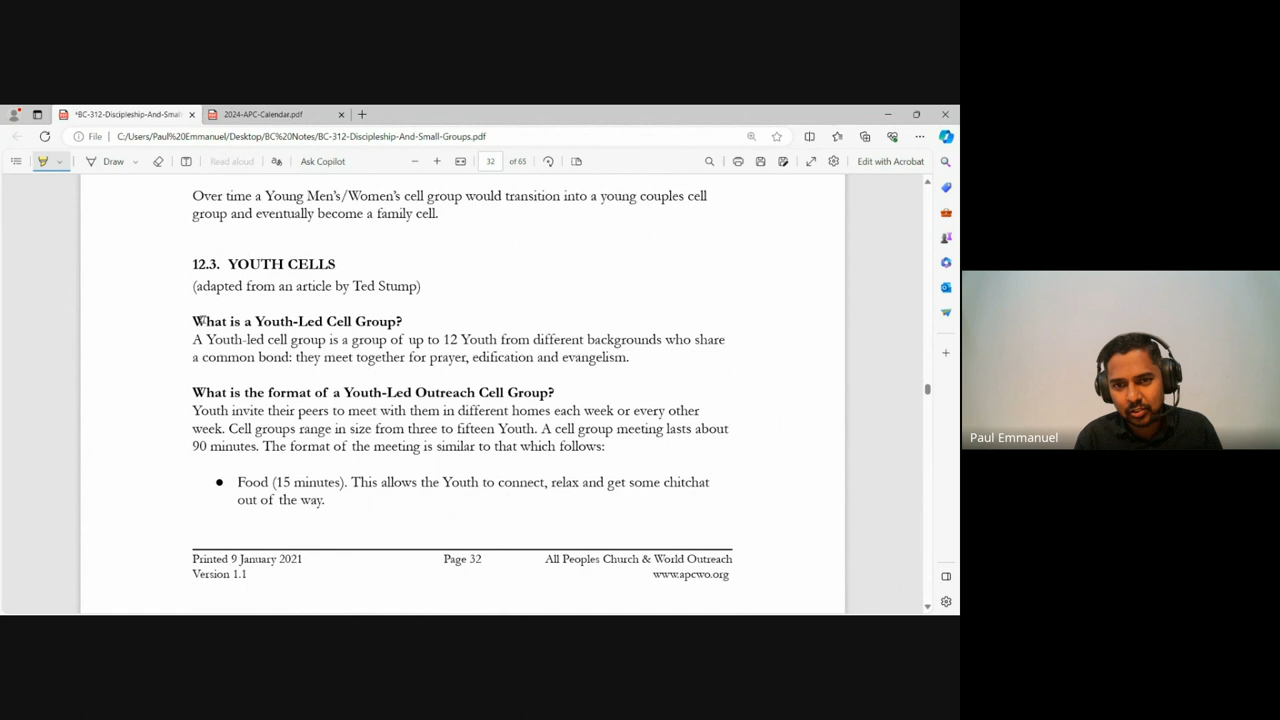 *BC-312-Discipleship-And-Small-
2024-APC-Calendar.pdf
File C:/Users/Paul%20Emmanuel/Desktop/BC%20Notes/BC-312-Discipleship-And-Small-Groups.pdf
Draw Read aloud Ask Copilot 32 of 65 Edit with Acrobat
Over time a Young Men's/Women's cell group would transition into a young couples cell
group and eventually become a family cell.
12.3. YOUTH CELLS
(adapted from an article by Ted Stump)
What is a Youth-Led Cell Group?
A Youth-led cell group is a group of up to 12 Youth from different backgrounds who share
a common bond: they meet together for prayer, edification and evangelism.
What is the format of a Youth-Led Outreach Cell Group?
Youth invite their peers to meet with them in different homes each week or every other
week. Cell groups range in size from three to fifteen Youth. A cell group meeting lasts about
90 minutes. The format of the meeting is similar to that which follows:
● Food (15 minutes). This allows the Youth to connect, relax and get some chitchat
out of the way.
Printed 9 January 2021 Page 32 All Peoples Church & World Outreach
Version 1.1 www.apcwo.org
Paul Emmanuel